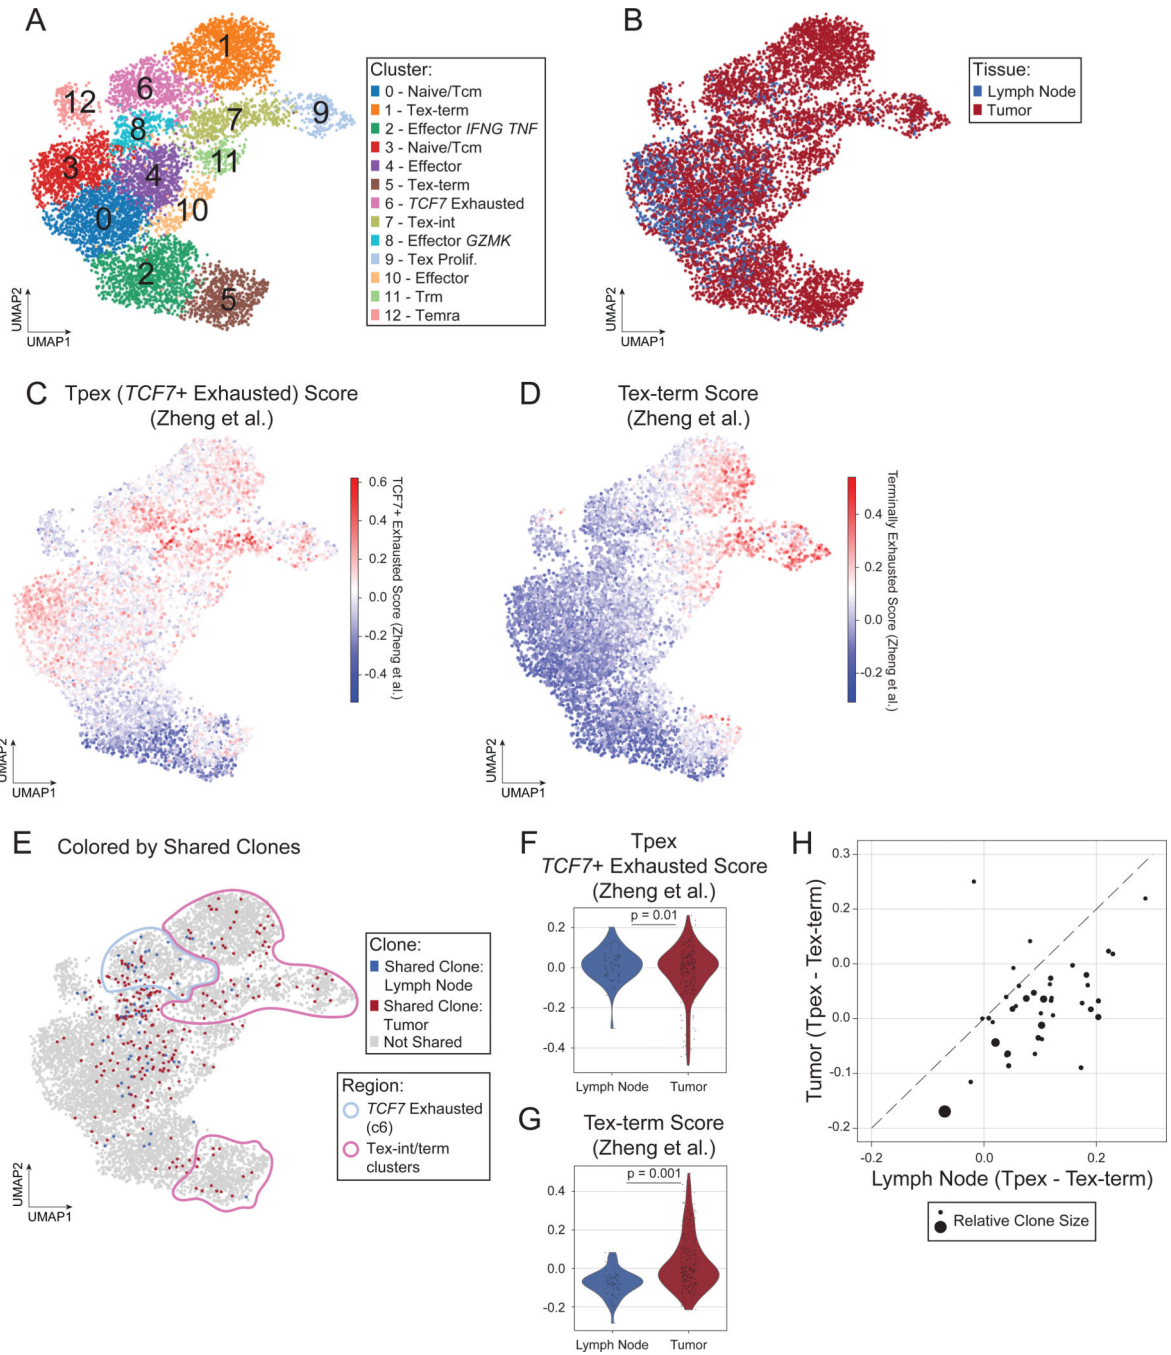 A
1
6
12
9
7
8
11
3
4
10
0
2
5
UMAP2
UMAP1
Cluster:
0 - Naive/Tcm
1 - Tex-term
2 - Effector IFNG TNF
3 - Naive/Tcm
4 - Effector
5 - Tex-term
6 - TCF7 Exhausted
7 - Tex-int
8 - Effector GZMK
9 - Tex Prolif.
10 - Effector
11 - Trm
12 - Temra
B
Tissue:
Lymph Node
Tumor
UMAP2
UMAP1
C
Tpex (TCF7+ Exhausted) Score
(Zheng et al.)
0.6
0.4
0.2
0.0
-0.2
-0.4
TCF7+ Exhausted Score (Zheng et al.)
UMAP2
UMAP1
D
Tex-term Score
(Zheng et al.)
0.4
0.2
0.0
-0.2
Terminally Exhausted Score (Zheng et al.)
UMAP2
UMAP1
E
Colored by Shared Clones
Clone:
Shared Clone:
Lymph Node
Shared Clone:
Tumor
Not Shared
Region:
TCF7 Exhausted
(c6)
Tex-int/term
clusters
UMAP2
UMAP1
F
Tpex
TCF7+ Exhausted Score
(Zheng et al.)
p = 0.01
0.2
0.0
-0.2
-0.4
Lymph Node
Tumor
G
Tex-term Score
(Zheng et al.)
p = 0.001
0.4
0.2
0.0
-0.2
Lymph Node
Tumor
H
Tumor (Tpex - Tex-term)
0.3
0.2
0.2
0.0
-0.1
-0.2
-0.2
0.0
0.2
Lymph Node (Tpex - Tex-term)
Relative Clone Size